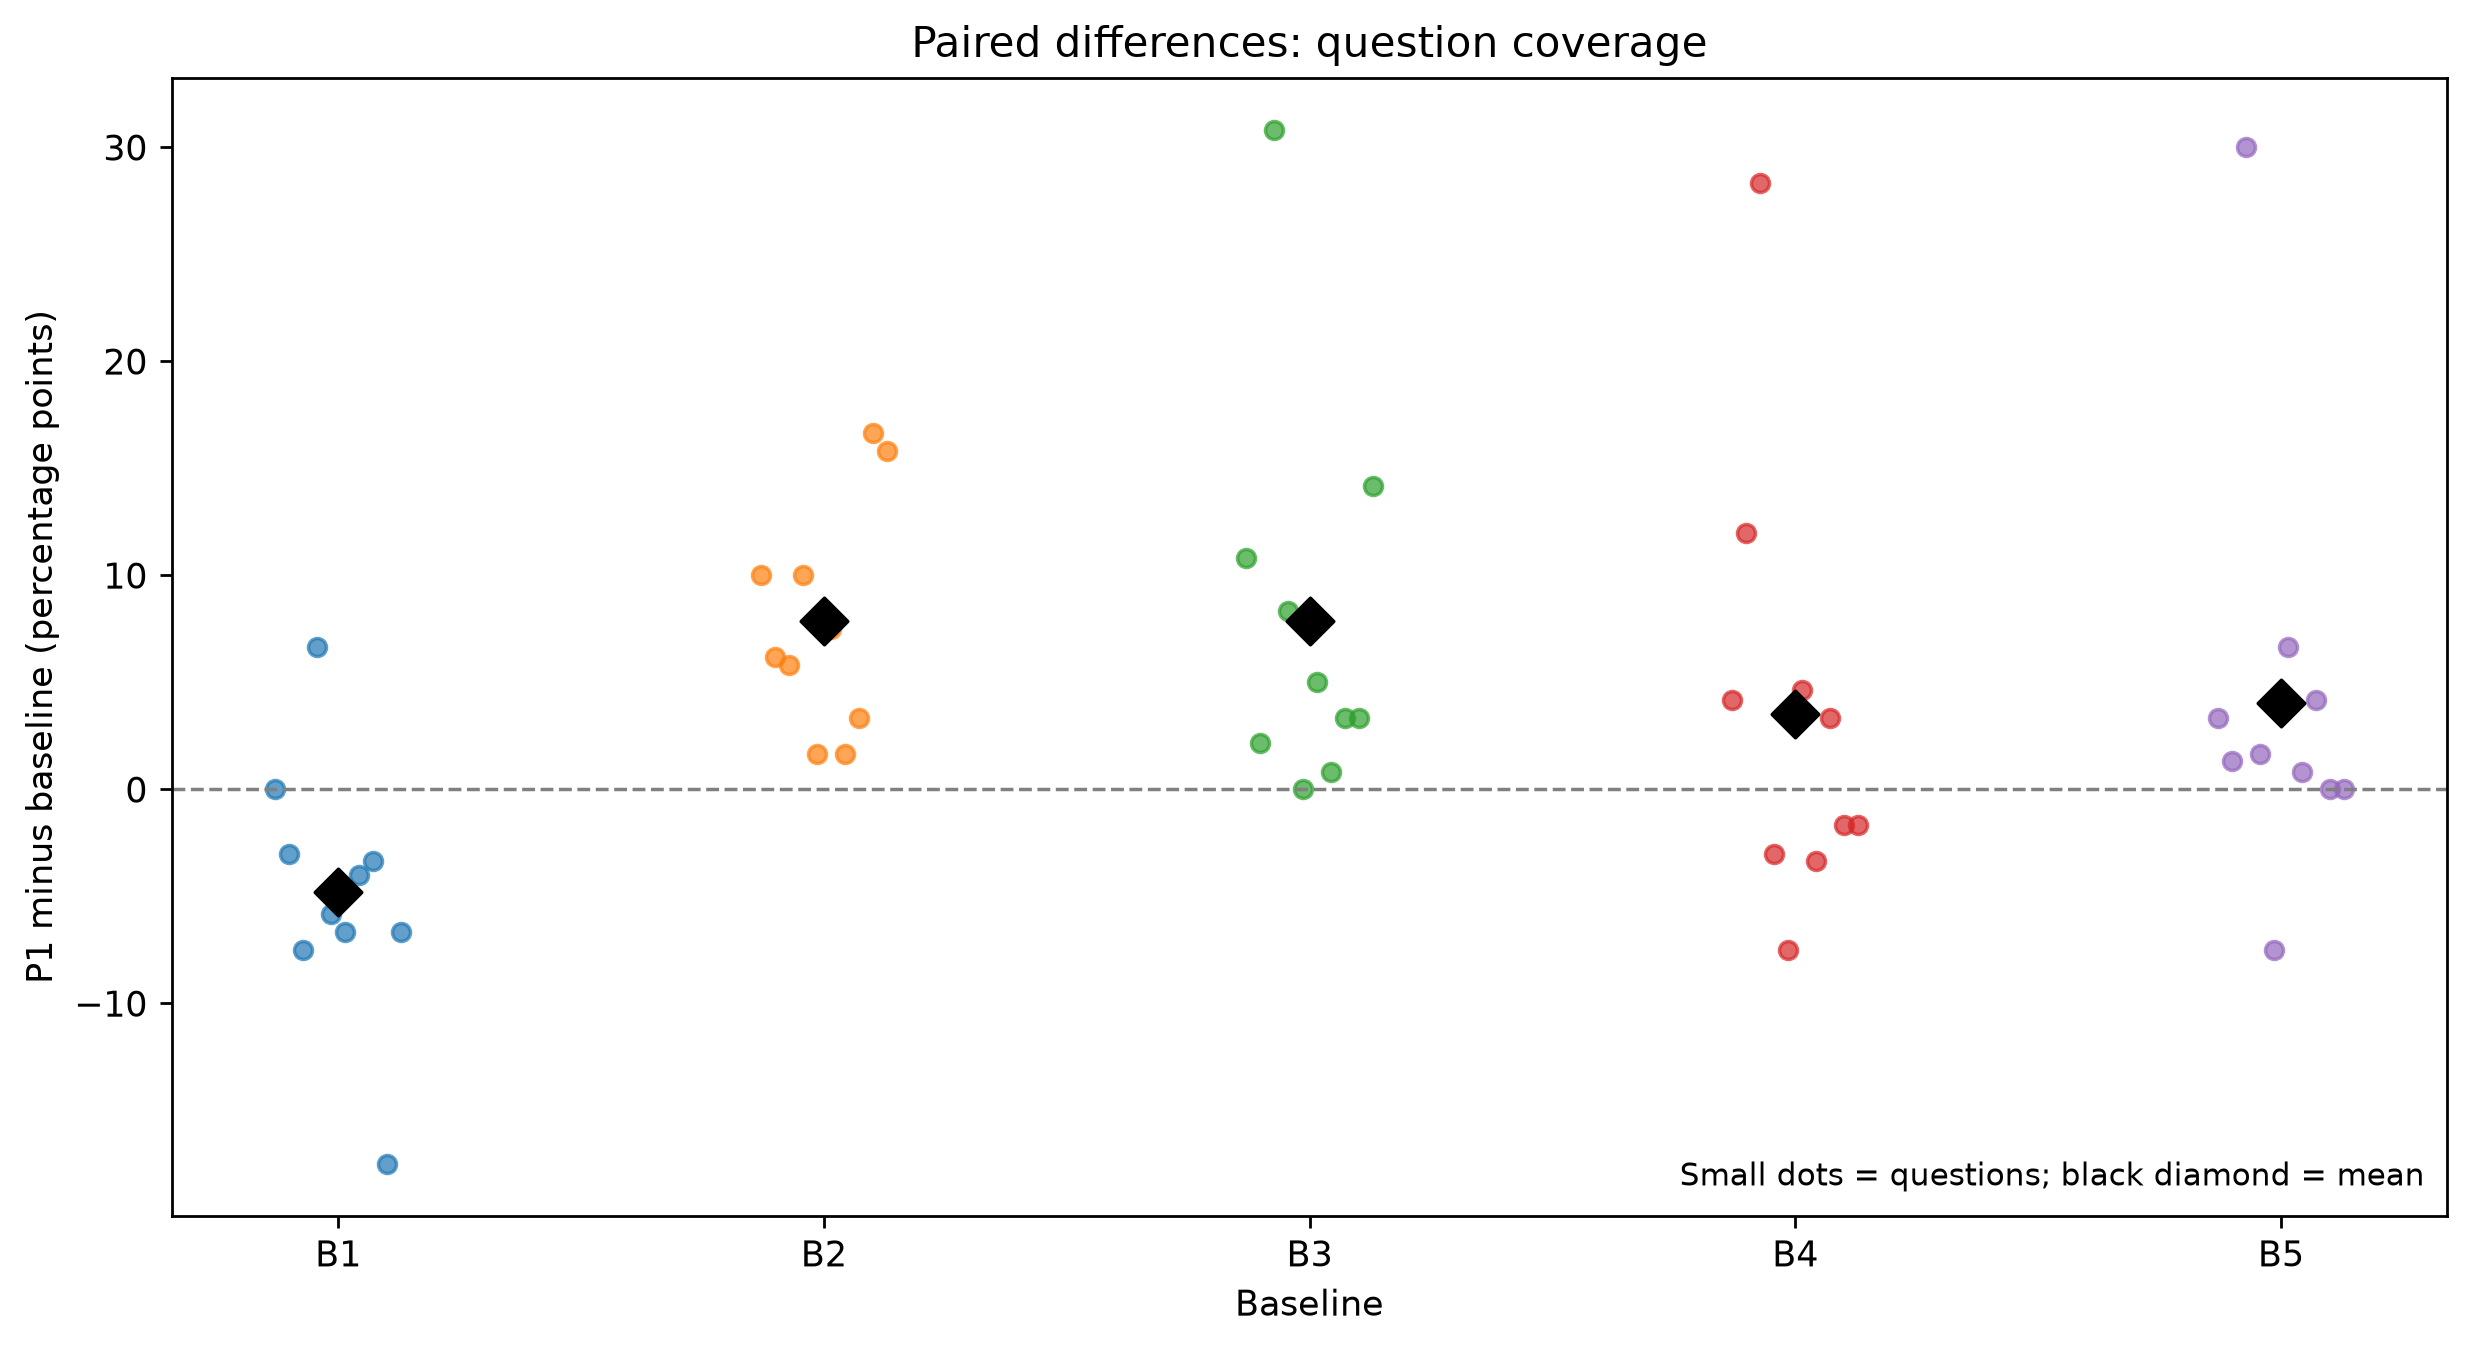 Paired differences: question coverage
P1 minus baseline (percentage points)
30
20
10
0
−10
Small dots = questions; black diamond = mean
B1 B2 B3 B4 B5
Baseline